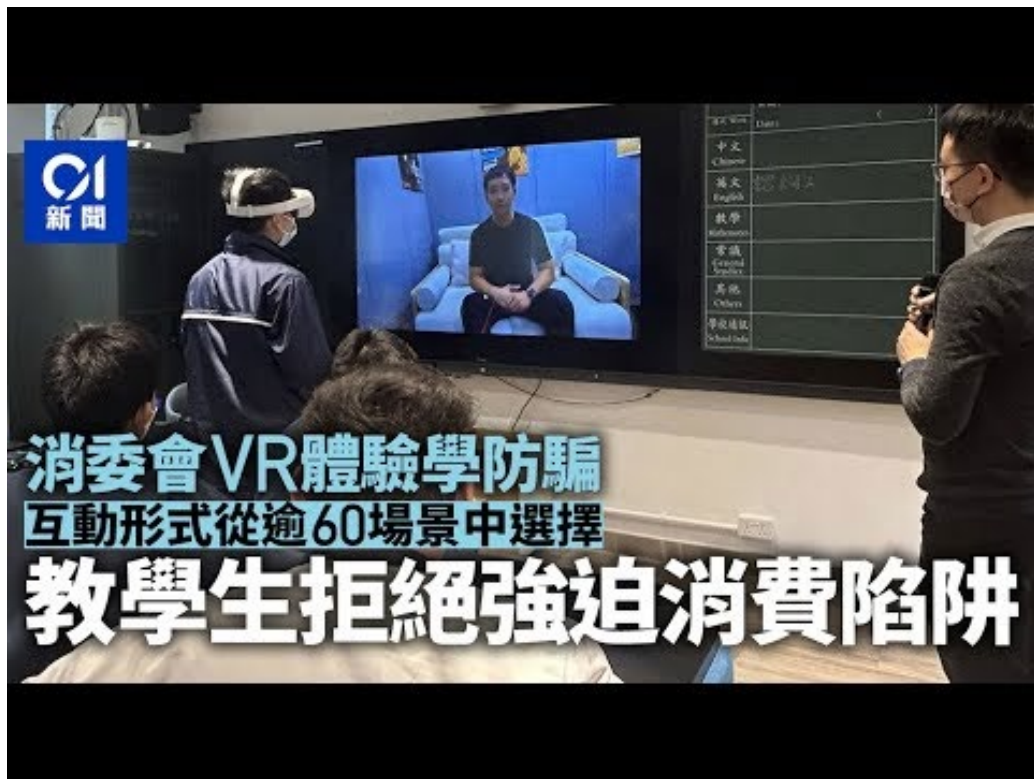 01
新聞
中文
Chinese
英文
English
數學
Mathematics
常識
General
Studies
其他
Others
學校通訊
School Info
消委會VR體驗學防騙
互動形式從逾60場景中選擇
教學生拒絕強迫消費陷阱